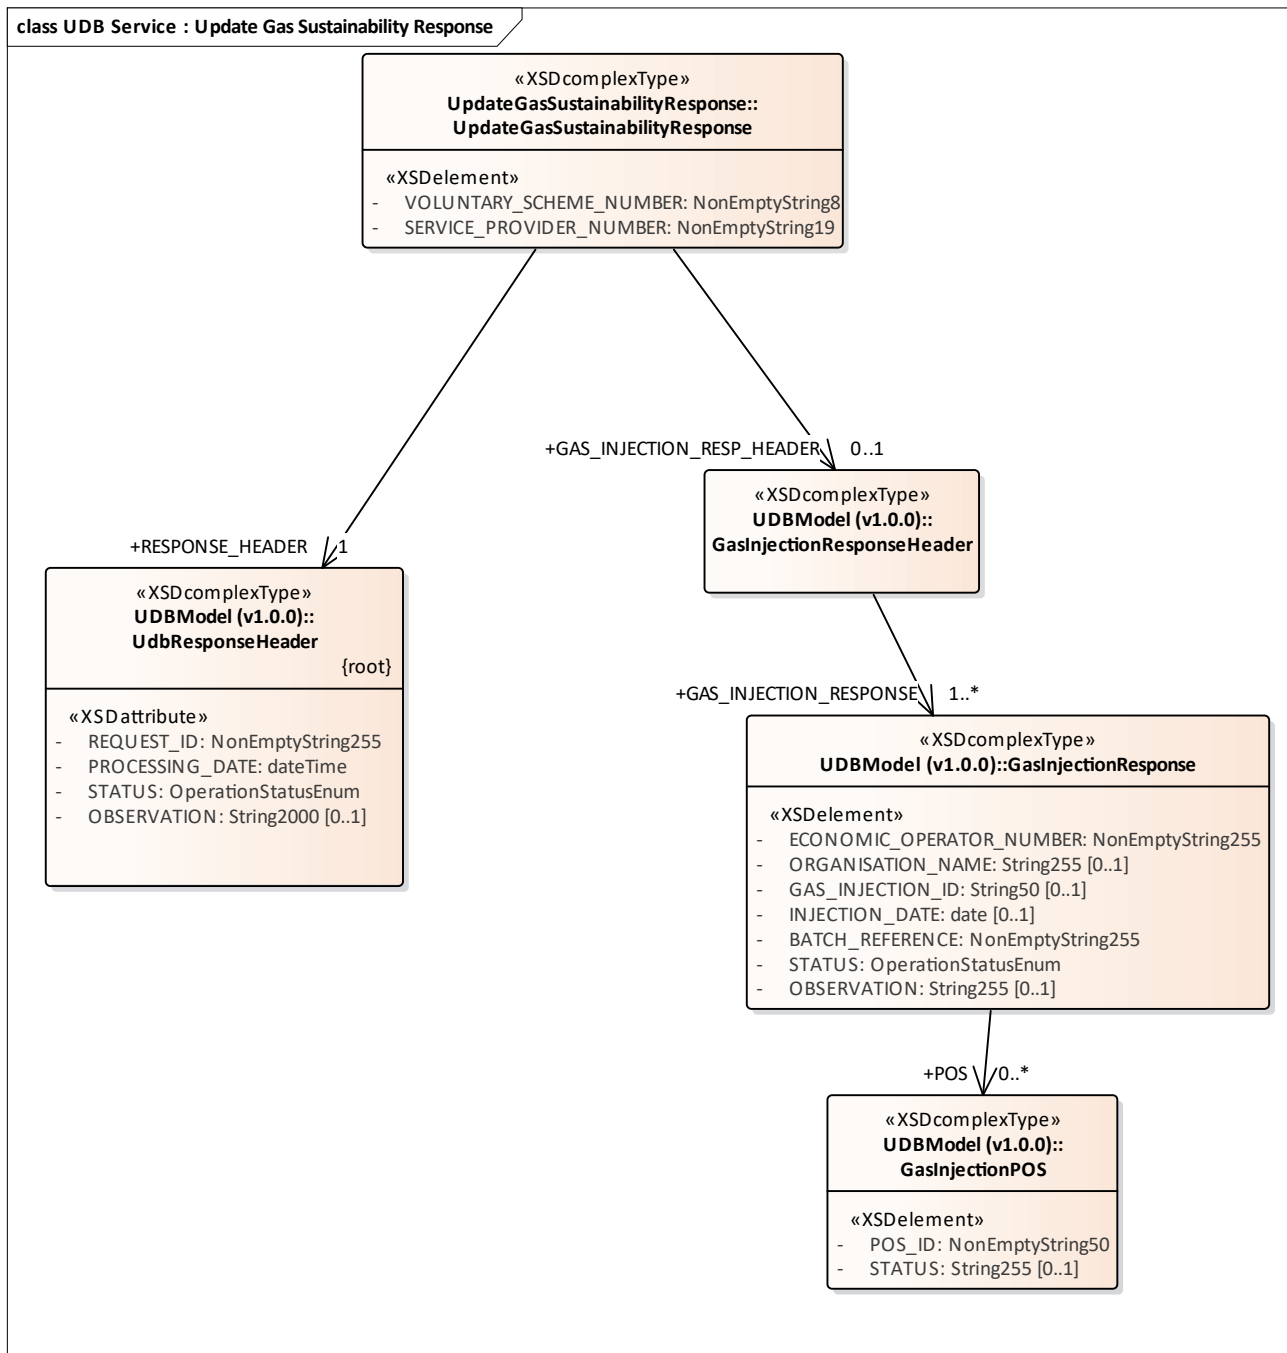 class UDB Service : Update Gas Sustainability Response
«XSDcomplexType»
UpdateGasSustainabilityResponse::
UpdateGasSustainabilityResponse
«XSDelement»
- VOLUNTARY_SCHEME_NUMBER: NonEmptyString8
- SERVICE_PROVIDER_NUMBER: NonEmptyString19
+GAS_INJECTION_RESP_HEADER 0..1
«XSDcomplexType»
UDBModel (v1.0.0)::
GasInjectionResponseHeader
+RESPONSE_HEADER 1
«XSDcomplexType»
UDBModel (v1.0.0)::
UdbResponseHeader
{root}
«XSDattribute»
- REQUEST_ID: NonEmptyString255
- PROCESSING_DATE: dateTime
- STATUS: OperationStatusEnum
- OBSERVATION: String2000 [0..1]
+GAS_INJECTION_RESPONSE 1..*
«XSDcomplexType»
UDBModel (v1.0.0)::GasInjectionResponse
«XSDelement»
- ECONOMIC_OPERATOR_NUMBER: NonEmptyString255
- ORGANISATION_NAME: String255 [0..1]
- GAS_INJECTION_ID: String50 [0..1]
- INJECTION_DATE: date [0..1]
- BATCH_REFERENCE: NonEmptyString255
- STATUS: OperationStatusEnum
- OBSERVATION: String255 [0..1]
+POS 0..*
«XSDcomplexType»
UDBModel (v1.0.0)::
GasInjectionPOS
«XSDelement»
- POS_ID: NonEmptyString50
- STATUS: String255 [0..1]